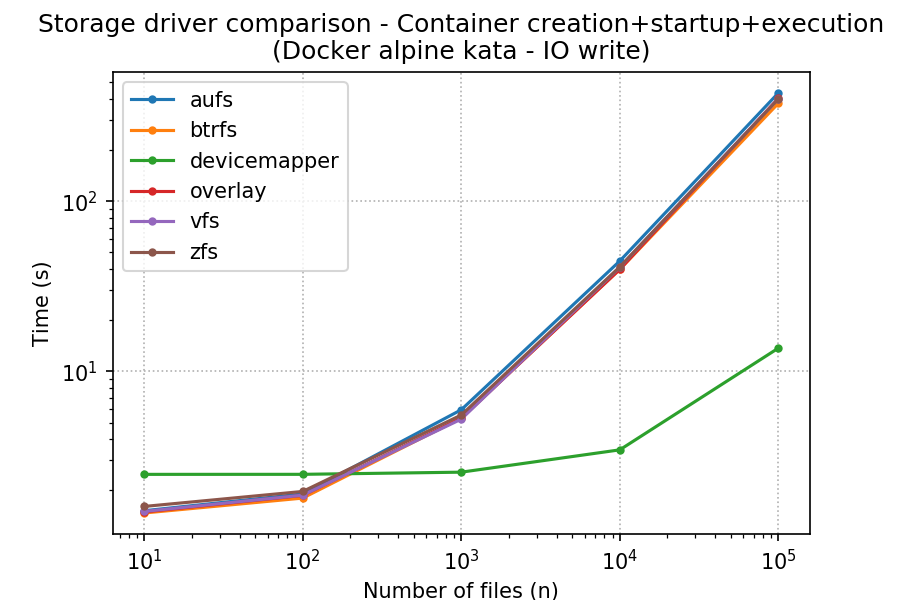 Storage driver comparison - Container creation+startup+execution
(Docker alpine kata - IO write)
aufs
btrfs
devicemapper
overlay
vfs
zfs
Time (s)
10²
10¹
10¹ 10² 10³ 10⁴ 10⁵
Number of files (n)